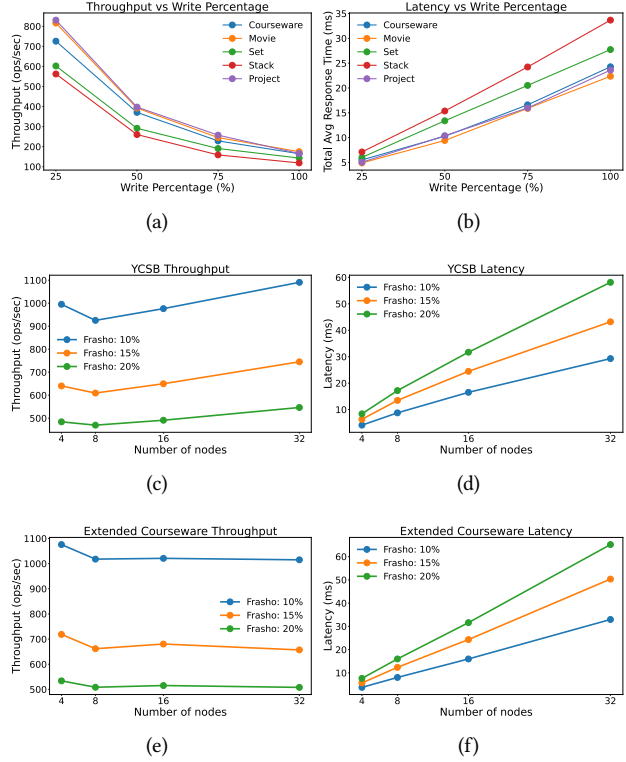 Throughput vs Write Percentage
Throughput (ops/sec)
800
700
600
500
400
300
200
100
25
50
75
100
Write Percentage (%)
Courseware
Movie
Set
Stack
Project
(a)
Latency vs Write Percentage
Total Avg Response Time (ms)
35
30
25
20
15
10
5
25
50
75
100
Write Percentage (%)
Courseware
Movie
Set
Stack
Project
(b)
YCSB Throughput
Throughput (ops/sec)
1100
1000
900
800
700
600
500
4
8
16
32
Number of nodes
Frasho: 10%
Frasho: 15%
Frasho: 20%
(c)
YCSB Latency
Latency (ms)
60
50
40
30
20
10
4
8
16
32
Number of nodes
Frasho: 10%
Frasho: 15%
Frasho: 20%
(d)
Extended Courseware Throughput
Throughput (ops/sec)
1100
1000
900
800
700
600
500
4
8
16
32
Number of nodes
Frasho: 10%
Frasho: 15%
Frasho: 20%
(e)
Extended Courseware Latency
Latency (ms)
60
50
40
30
20
10
4
8
16
32
Number of nodes
Frasho: 10%
Frasho: 15%
Frasho: 20%
(f)